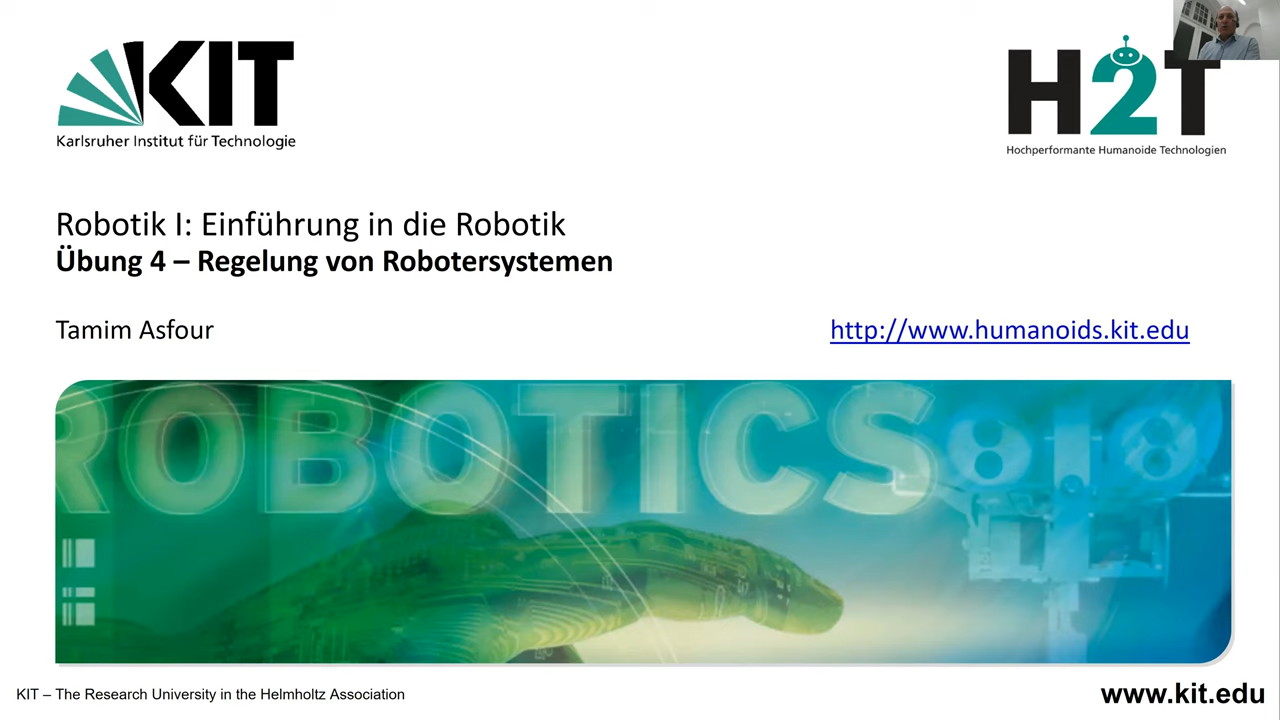 KIT
Karlsruher Institut für Technologie
H2T
Hochperformante Humanoide Technologien
Robotik I: Einführung in die Robotik
Übung 4 – Regelung von Robotersystemen
Tamim Asfour
http://www.humanoids.kit.edu
ROBOTICS
KIT – The Research University in the Helmholtz Association
www.kit.edu